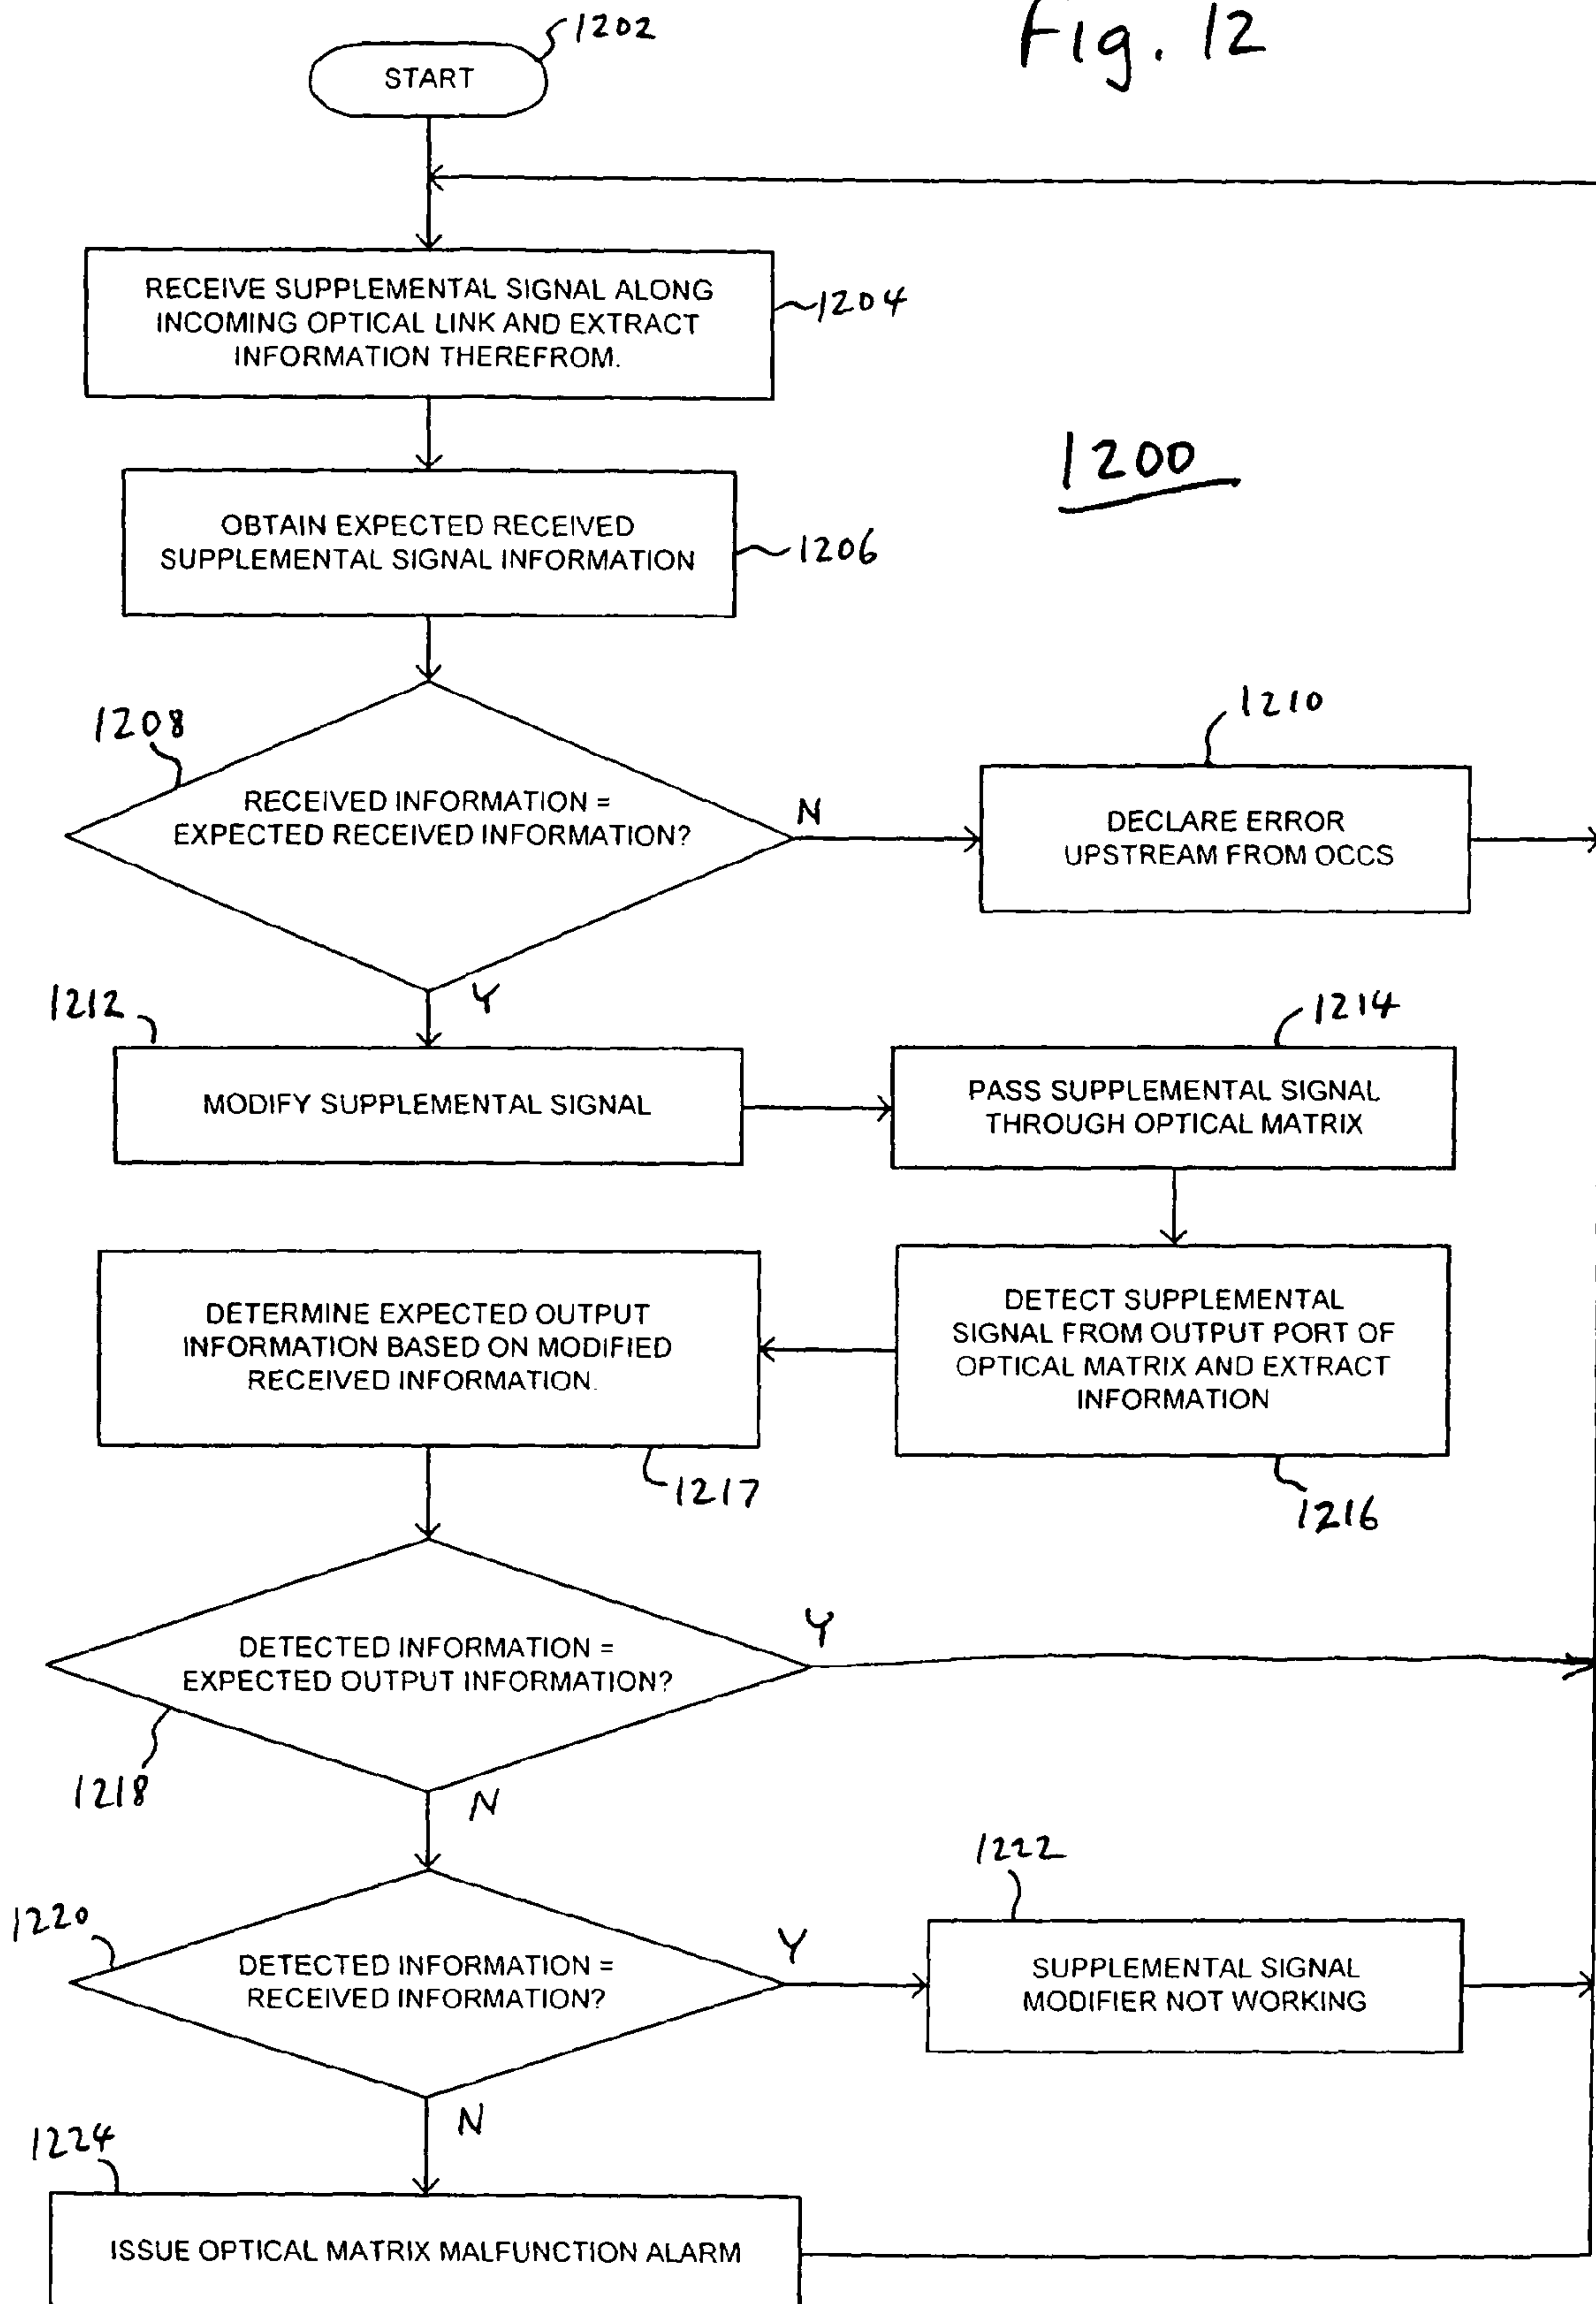 Fig. 12
1202
START
RECEIVE SUPPLEMENTAL SIGNAL ALONG
INCOMING OPTICAL LINK AND EXTRACT
INFORMATION THEREFROM.
1204
1200
OBTAIN EXPECTED RECEIVED
SUPPLEMENTAL SIGNAL INFORMATION
1206
1208
RECEIVED INFORMATION =
EXPECTED RECEIVED INFORMATION?
N
1210
DECLARE ERROR
UPSTREAM FROM OCCS
Y
1212
MODIFY SUPPLEMENTAL SIGNAL
1214
PASS SUPPLEMENTAL SIGNAL
THROUGH OPTICAL MATRIX
DETECT SUPPLEMENTAL
SIGNAL FROM OUTPUT PORT OF
OPTICAL MATRIX AND EXTRACT
INFORMATION
1216
DETERMINE EXPECTED OUTPUT
INFORMATION BASED ON MODIFIED
RECEIVED INFORMATION.
1217
DETECTED INFORMATION =
EXPECTED OUTPUT INFORMATION?
Y
1218
N
1220
DETECTED INFORMATION =
RECEIVED INFORMATION?
Y
1222
SUPPLEMENTAL SIGNAL
MODIFIER NOT WORKING
N
1224
ISSUE OPTICAL MATRIX MALFUNCTION ALARM